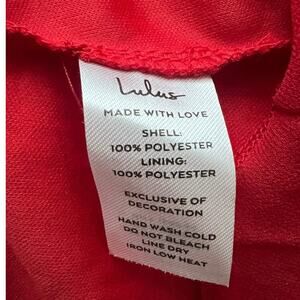 Lulus
MADE WITH LOVE
SHELL:
100% POLYESTER
LINING:
100% POLYESTER
EXCLUSIVE OF
DECORATION
HAND WASH COLD
DO NOT BLEACH
LINE DRY
IRON LOW HEAT